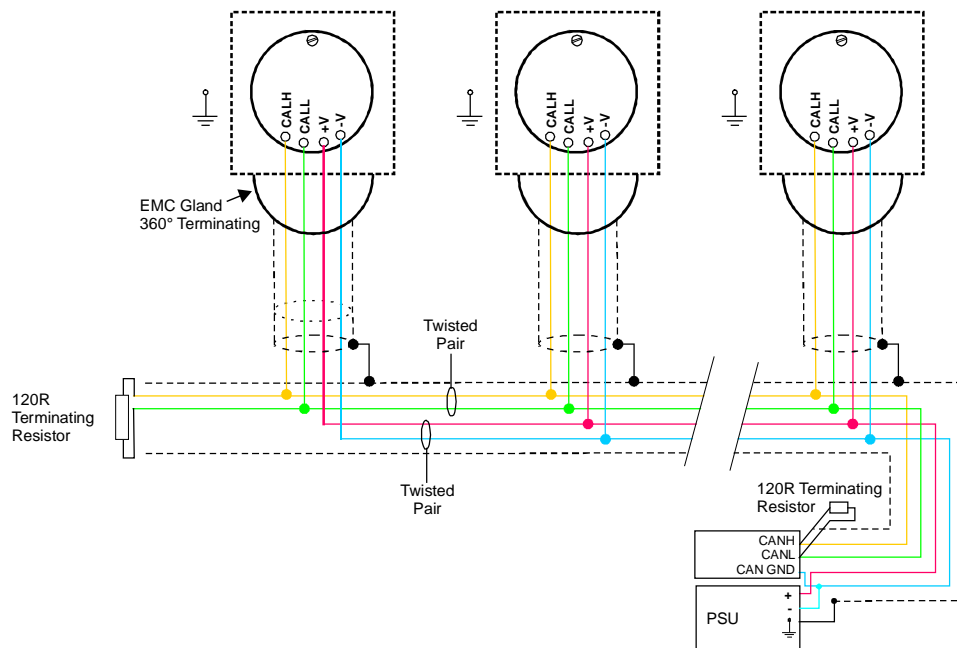 CALH
CALL
+V
-V
CALH
CALL
+V
-V
CALH
CALL
+V
-V
EMC Gland
360° Terminating
Twisted
Pair
120R
Terminating
Resistor
Twisted
Pair
120R Terminating
Resistor
CANH
CANL
CAN GND
PSU
+
-